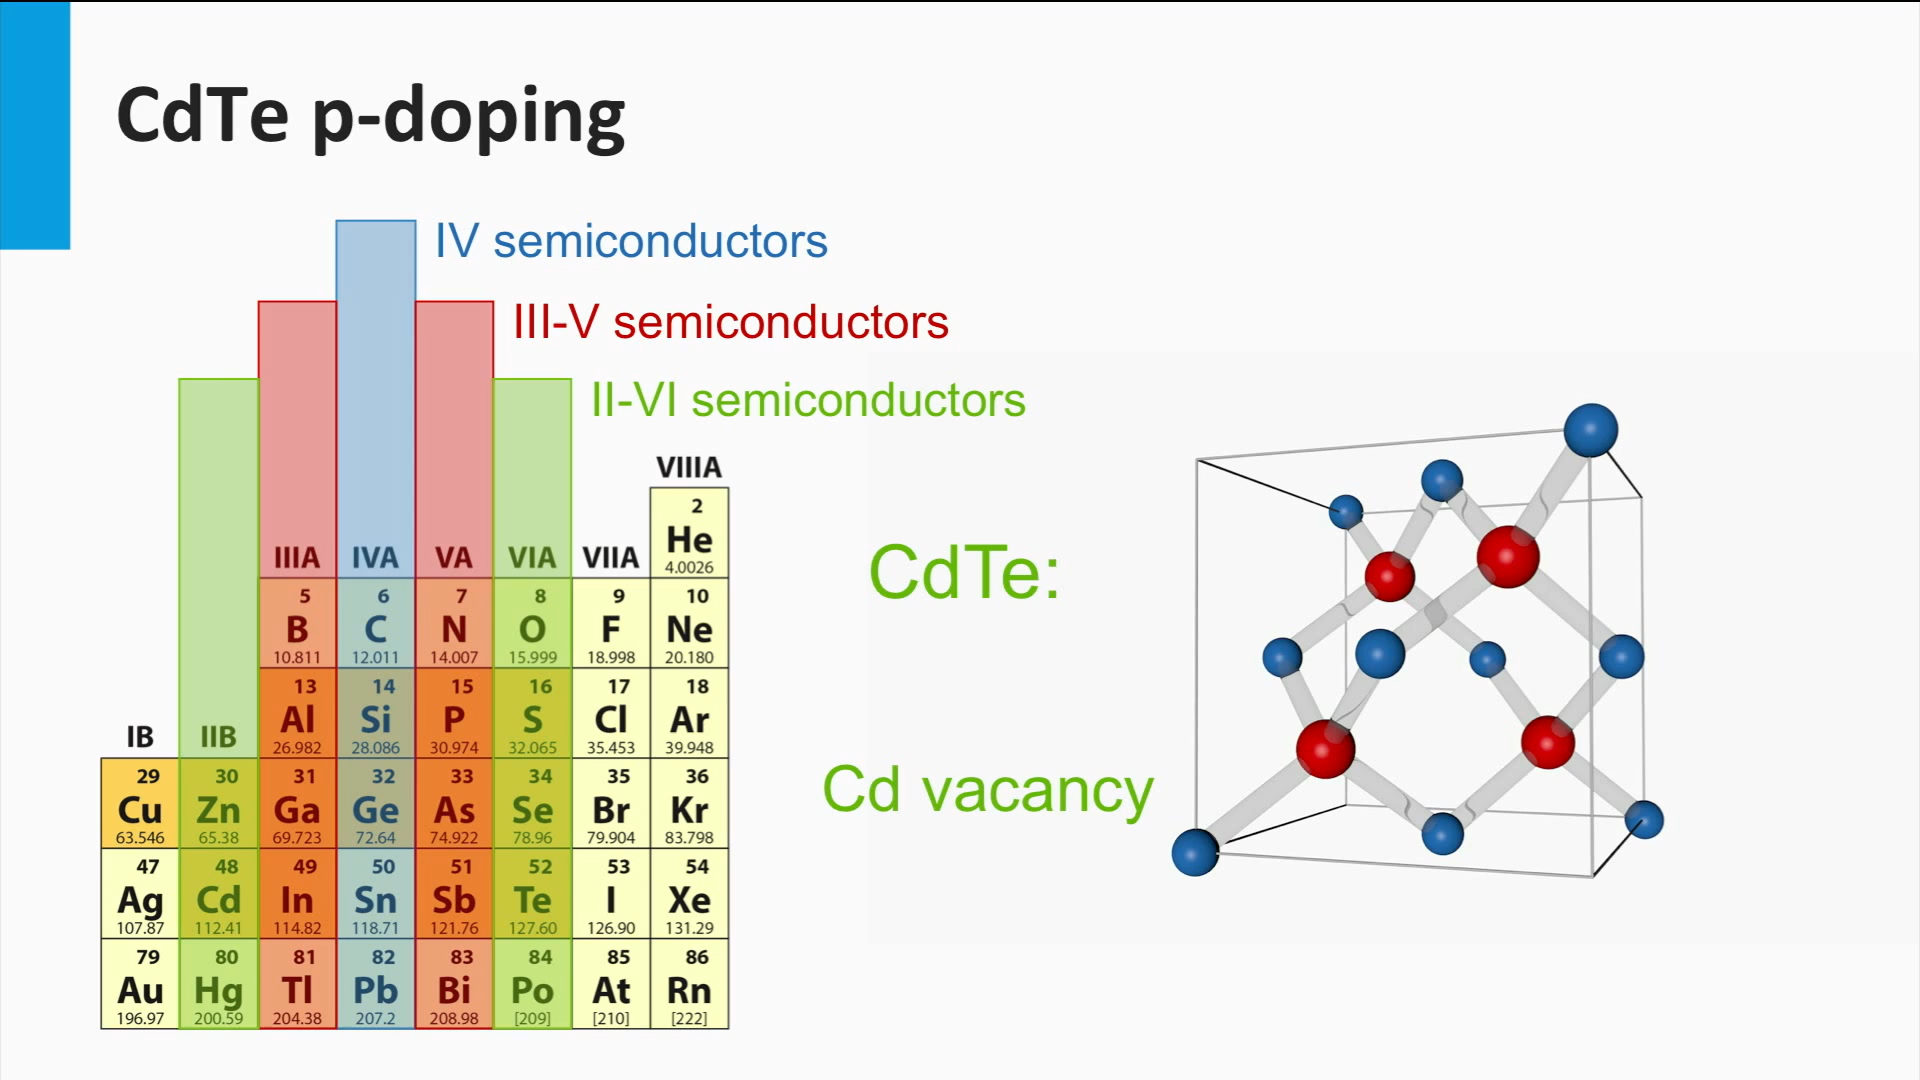 CdTe p-doping
IV semiconductors
III-V semiconductors
II-VI semiconductors
VIIIA
2
He
4.0026
IIIA IVA VA VIA VIIA
5 6 7 8 9 10
B C N O F Ne
10.811 12.011 14.007 15.999 18.998 20.180
13 14 15 16 17 18
Al Si P S Cl Ar
26.982 28.086 30.974 32.065 35.453 39.948
IB IIB
29 30 31 32 33 34 35 36
Cu Zn Ga Ge As Se Br Kr
63.546 65.38 69.723 72.64 74.922 78.96 79.904 83.798
47 48 49 50 51 52 53 54
Ag Cd In Sn Sb Te I Xe
107.87 112.41 114.82 118.71 121.76 127.60 126.90 131.29
79 80 81 82 83 84 85 86
Au Hg Tl Pb Bi Po At Rn
196.97 200.59 204.38 207.2 208.98 [209] [210] [222]
CdTe:
Cd vacancy